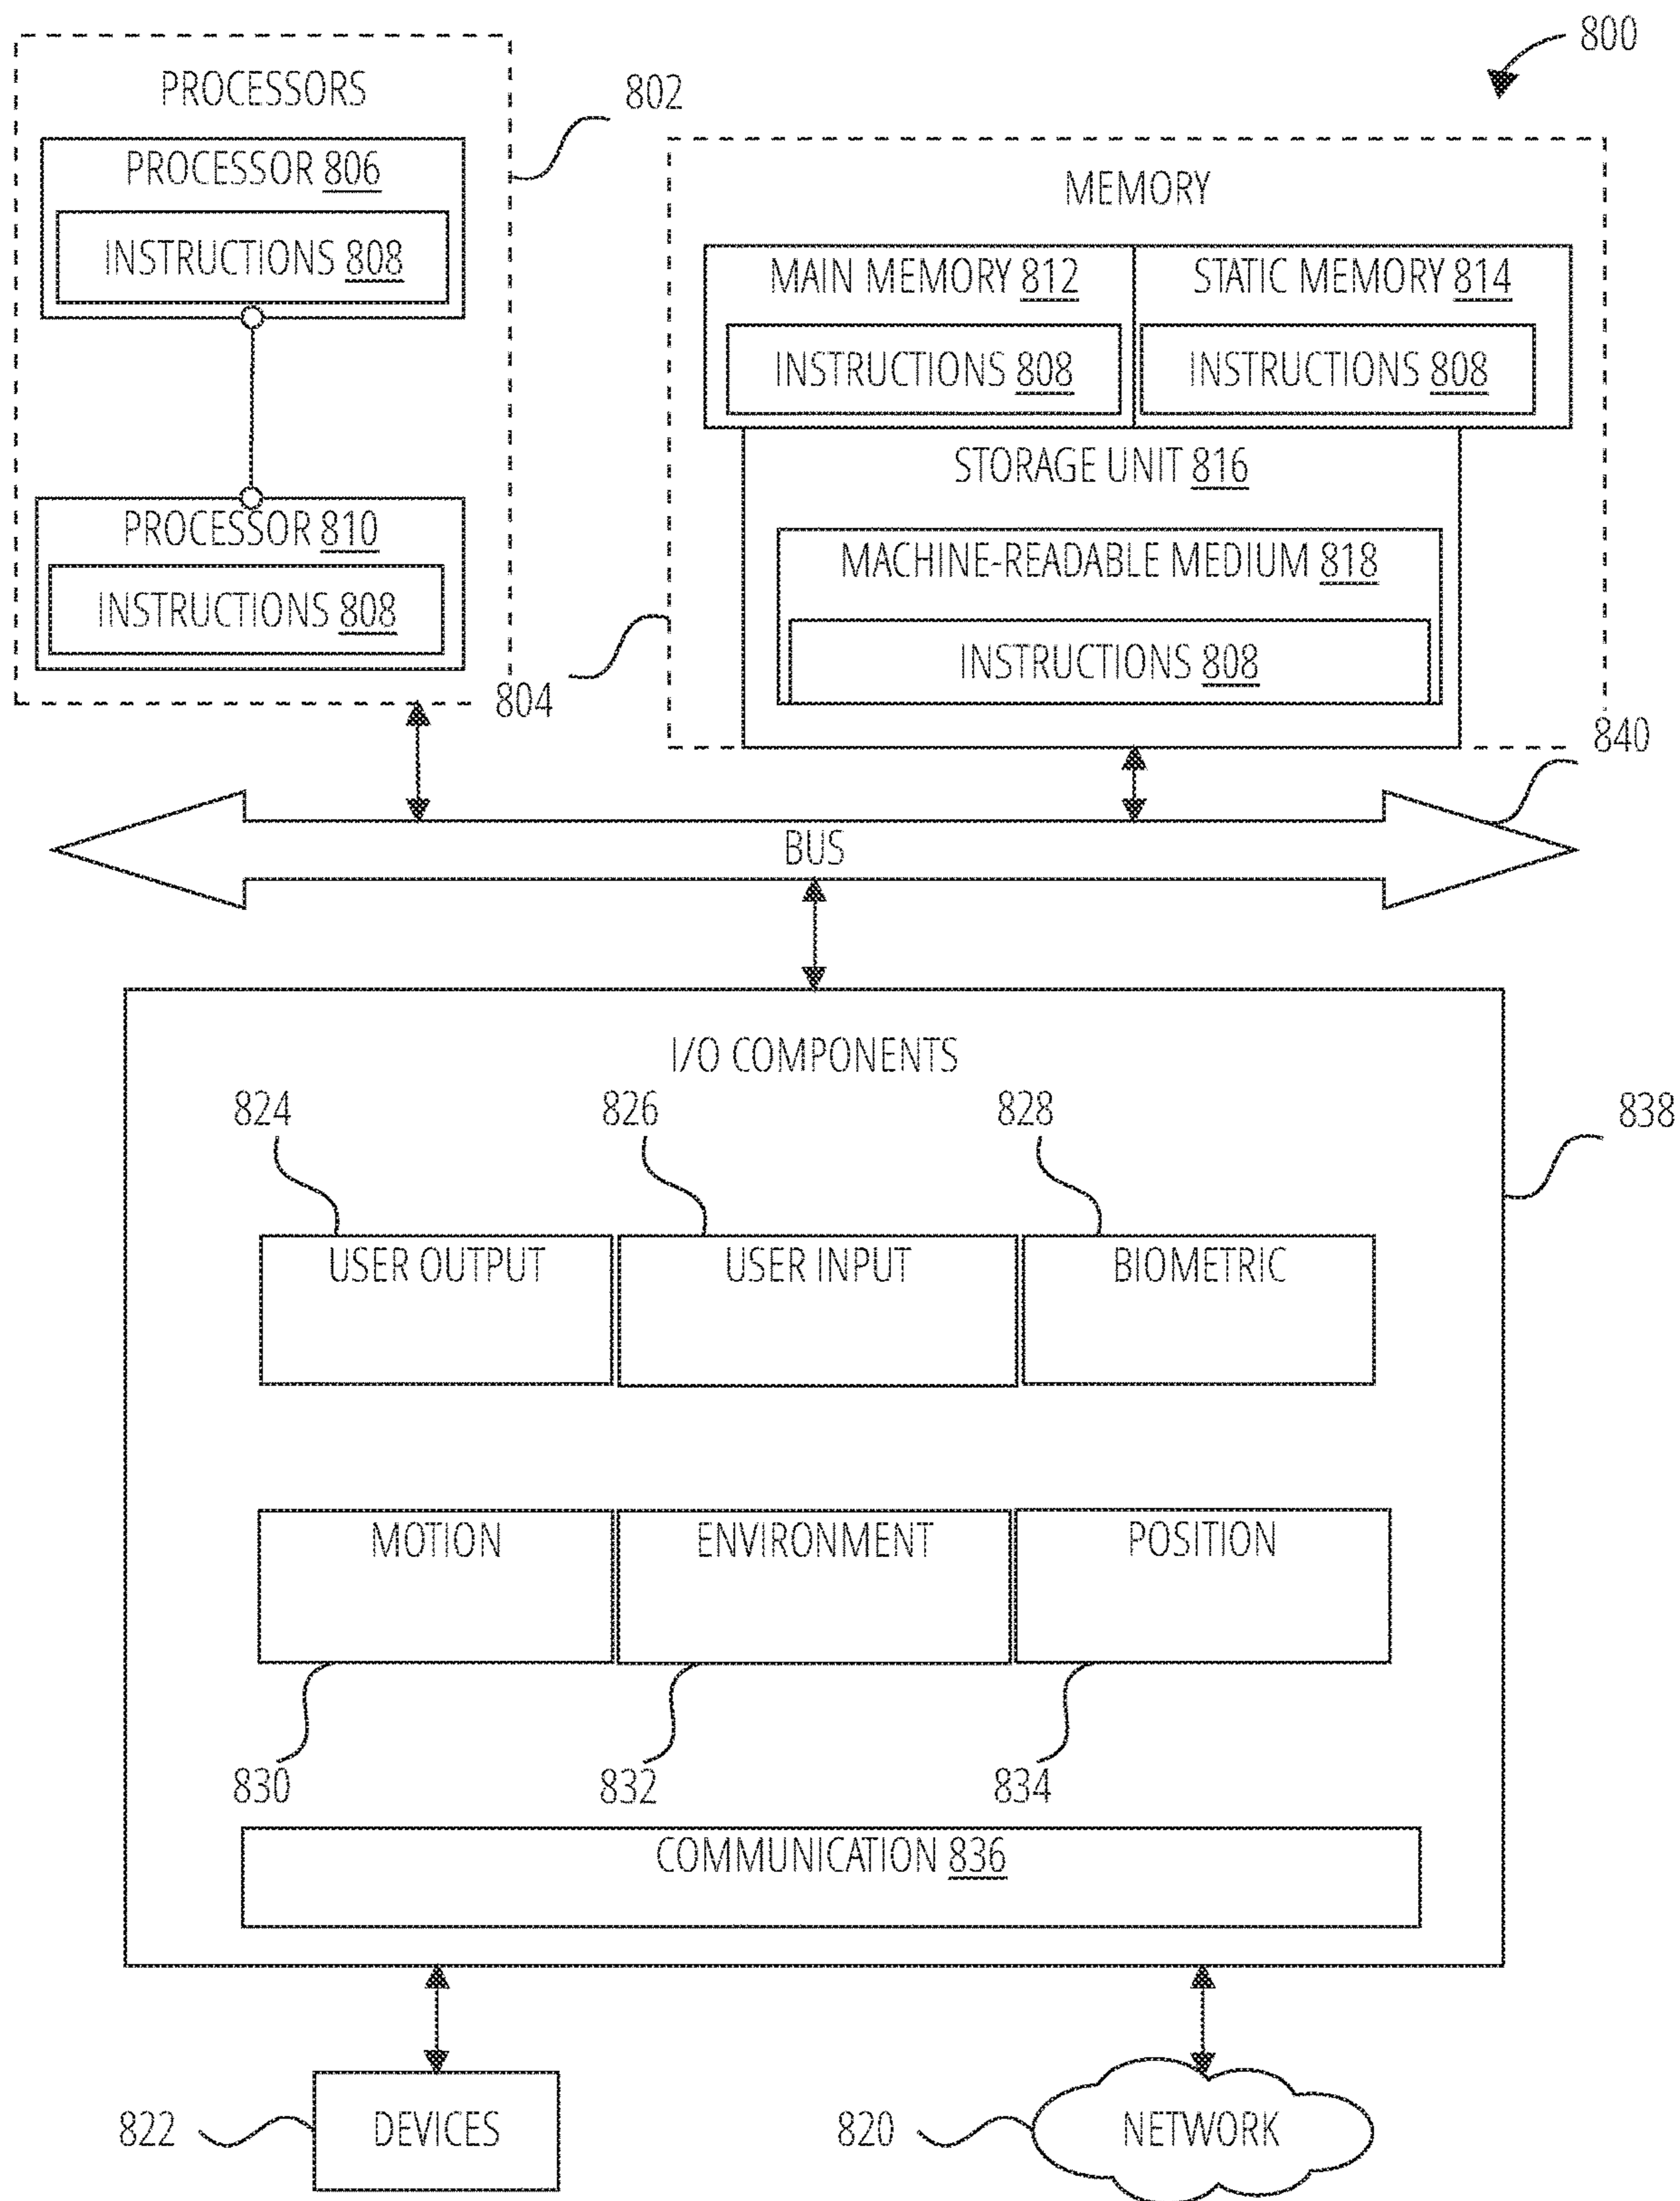 800
PROCESSORS
802
PROCESSOR 806
INSTRUCTIONS 808
PROCESSOR 810
INSTRUCTIONS 808
MEMORY
MAIN MEMORY 812
STATIC MEMORY 814
INSTRUCTIONS 808
INSTRUCTIONS 808
STORAGE UNIT 816
MACHINE-READABLE MEDIUM 818
INSTRUCTIONS 808
804
840
BUS
I/O COMPONENTS
838
824
826
828
USER OUTPUT
USER INPUT
BIOMETRIC
MOTION
ENVIRONMENT
POSITION
830
832
834
COMMUNICATION 836
822
DEVICES
820
NETWORK